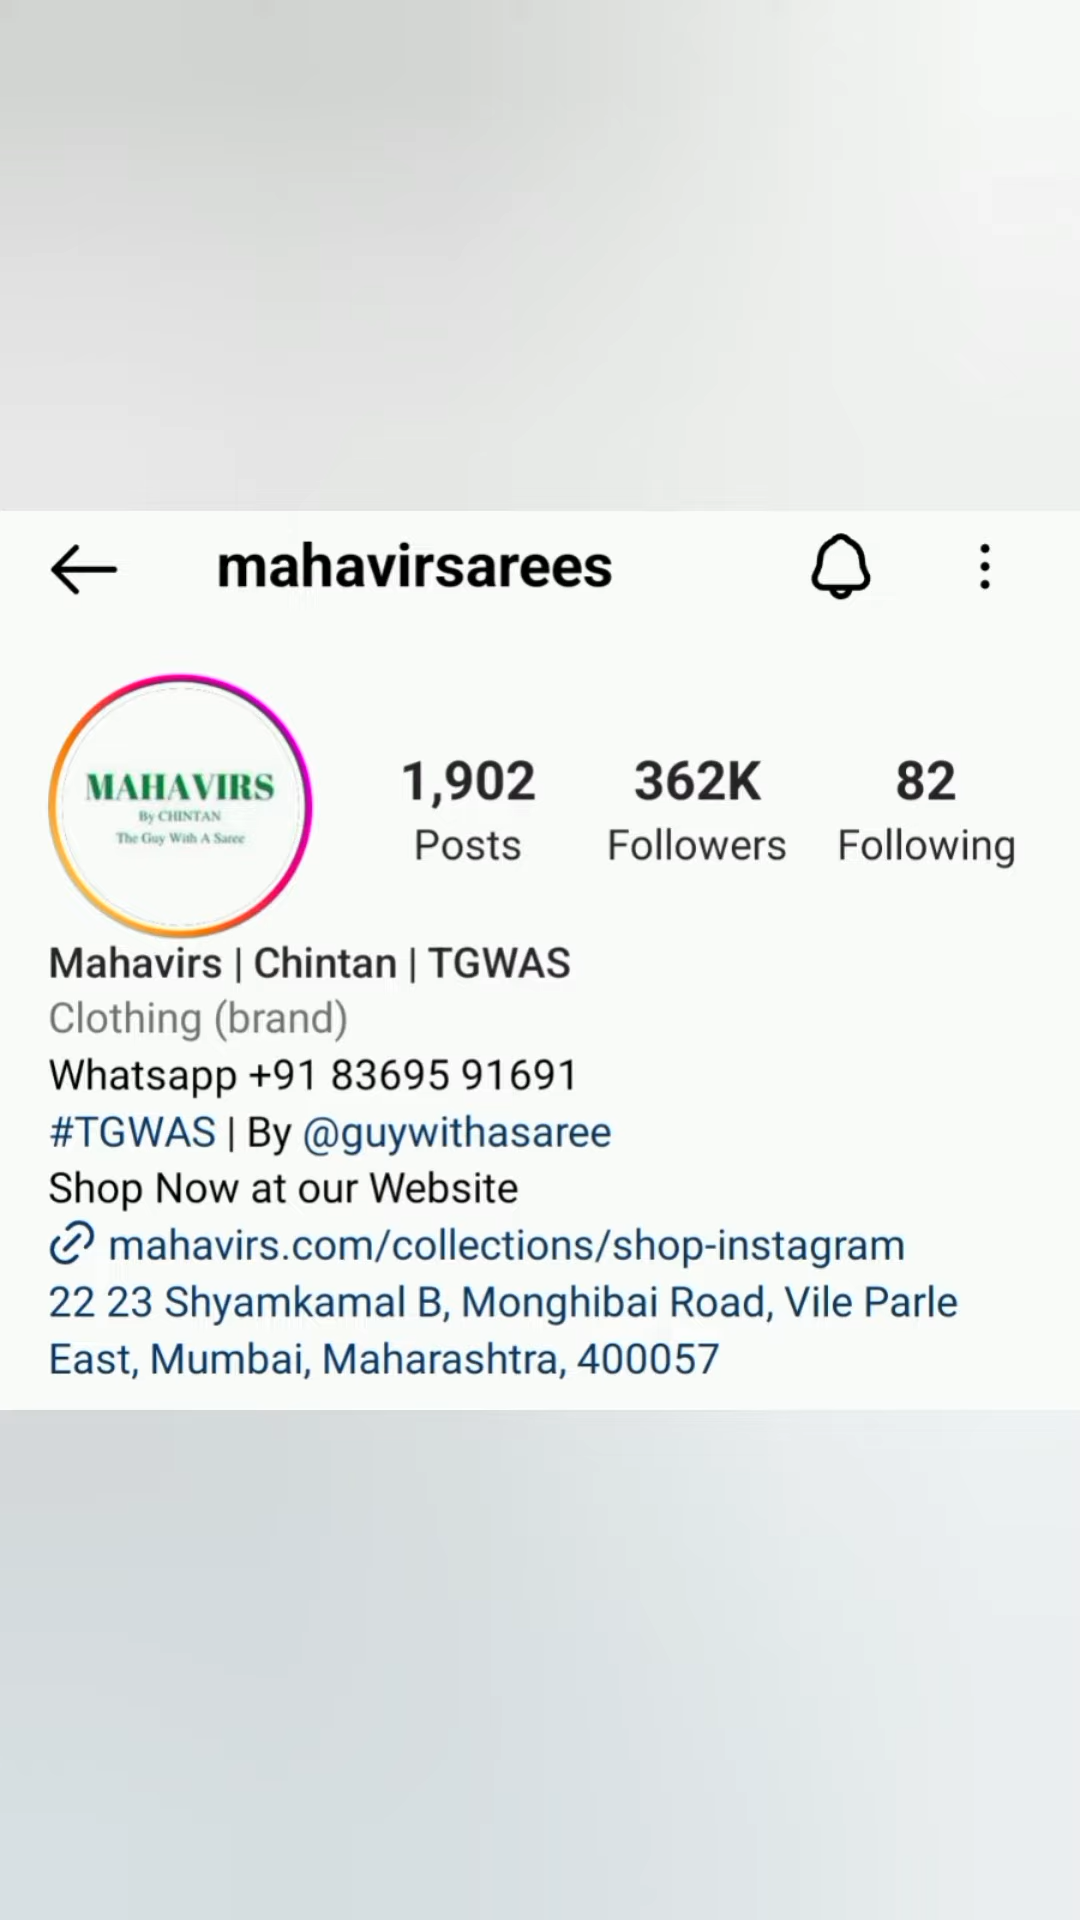 mahavirsarees
MAHAVIRS
By CHINTAN
The Guy With A Saree
1,902
Posts
362K
Followers
82
Following
Mahavirs | Chintan | TGWAS
Clothing (brand)
Whatsapp +91 83695 91691
#TGWAS | By @guywithasaree
Shop Now at our Website
mahavirs.com/collections/shop-instagram
22 23 Shyamkamal B, Monghibai Road, Vile Parle
East, Mumbai, Maharashtra, 400057